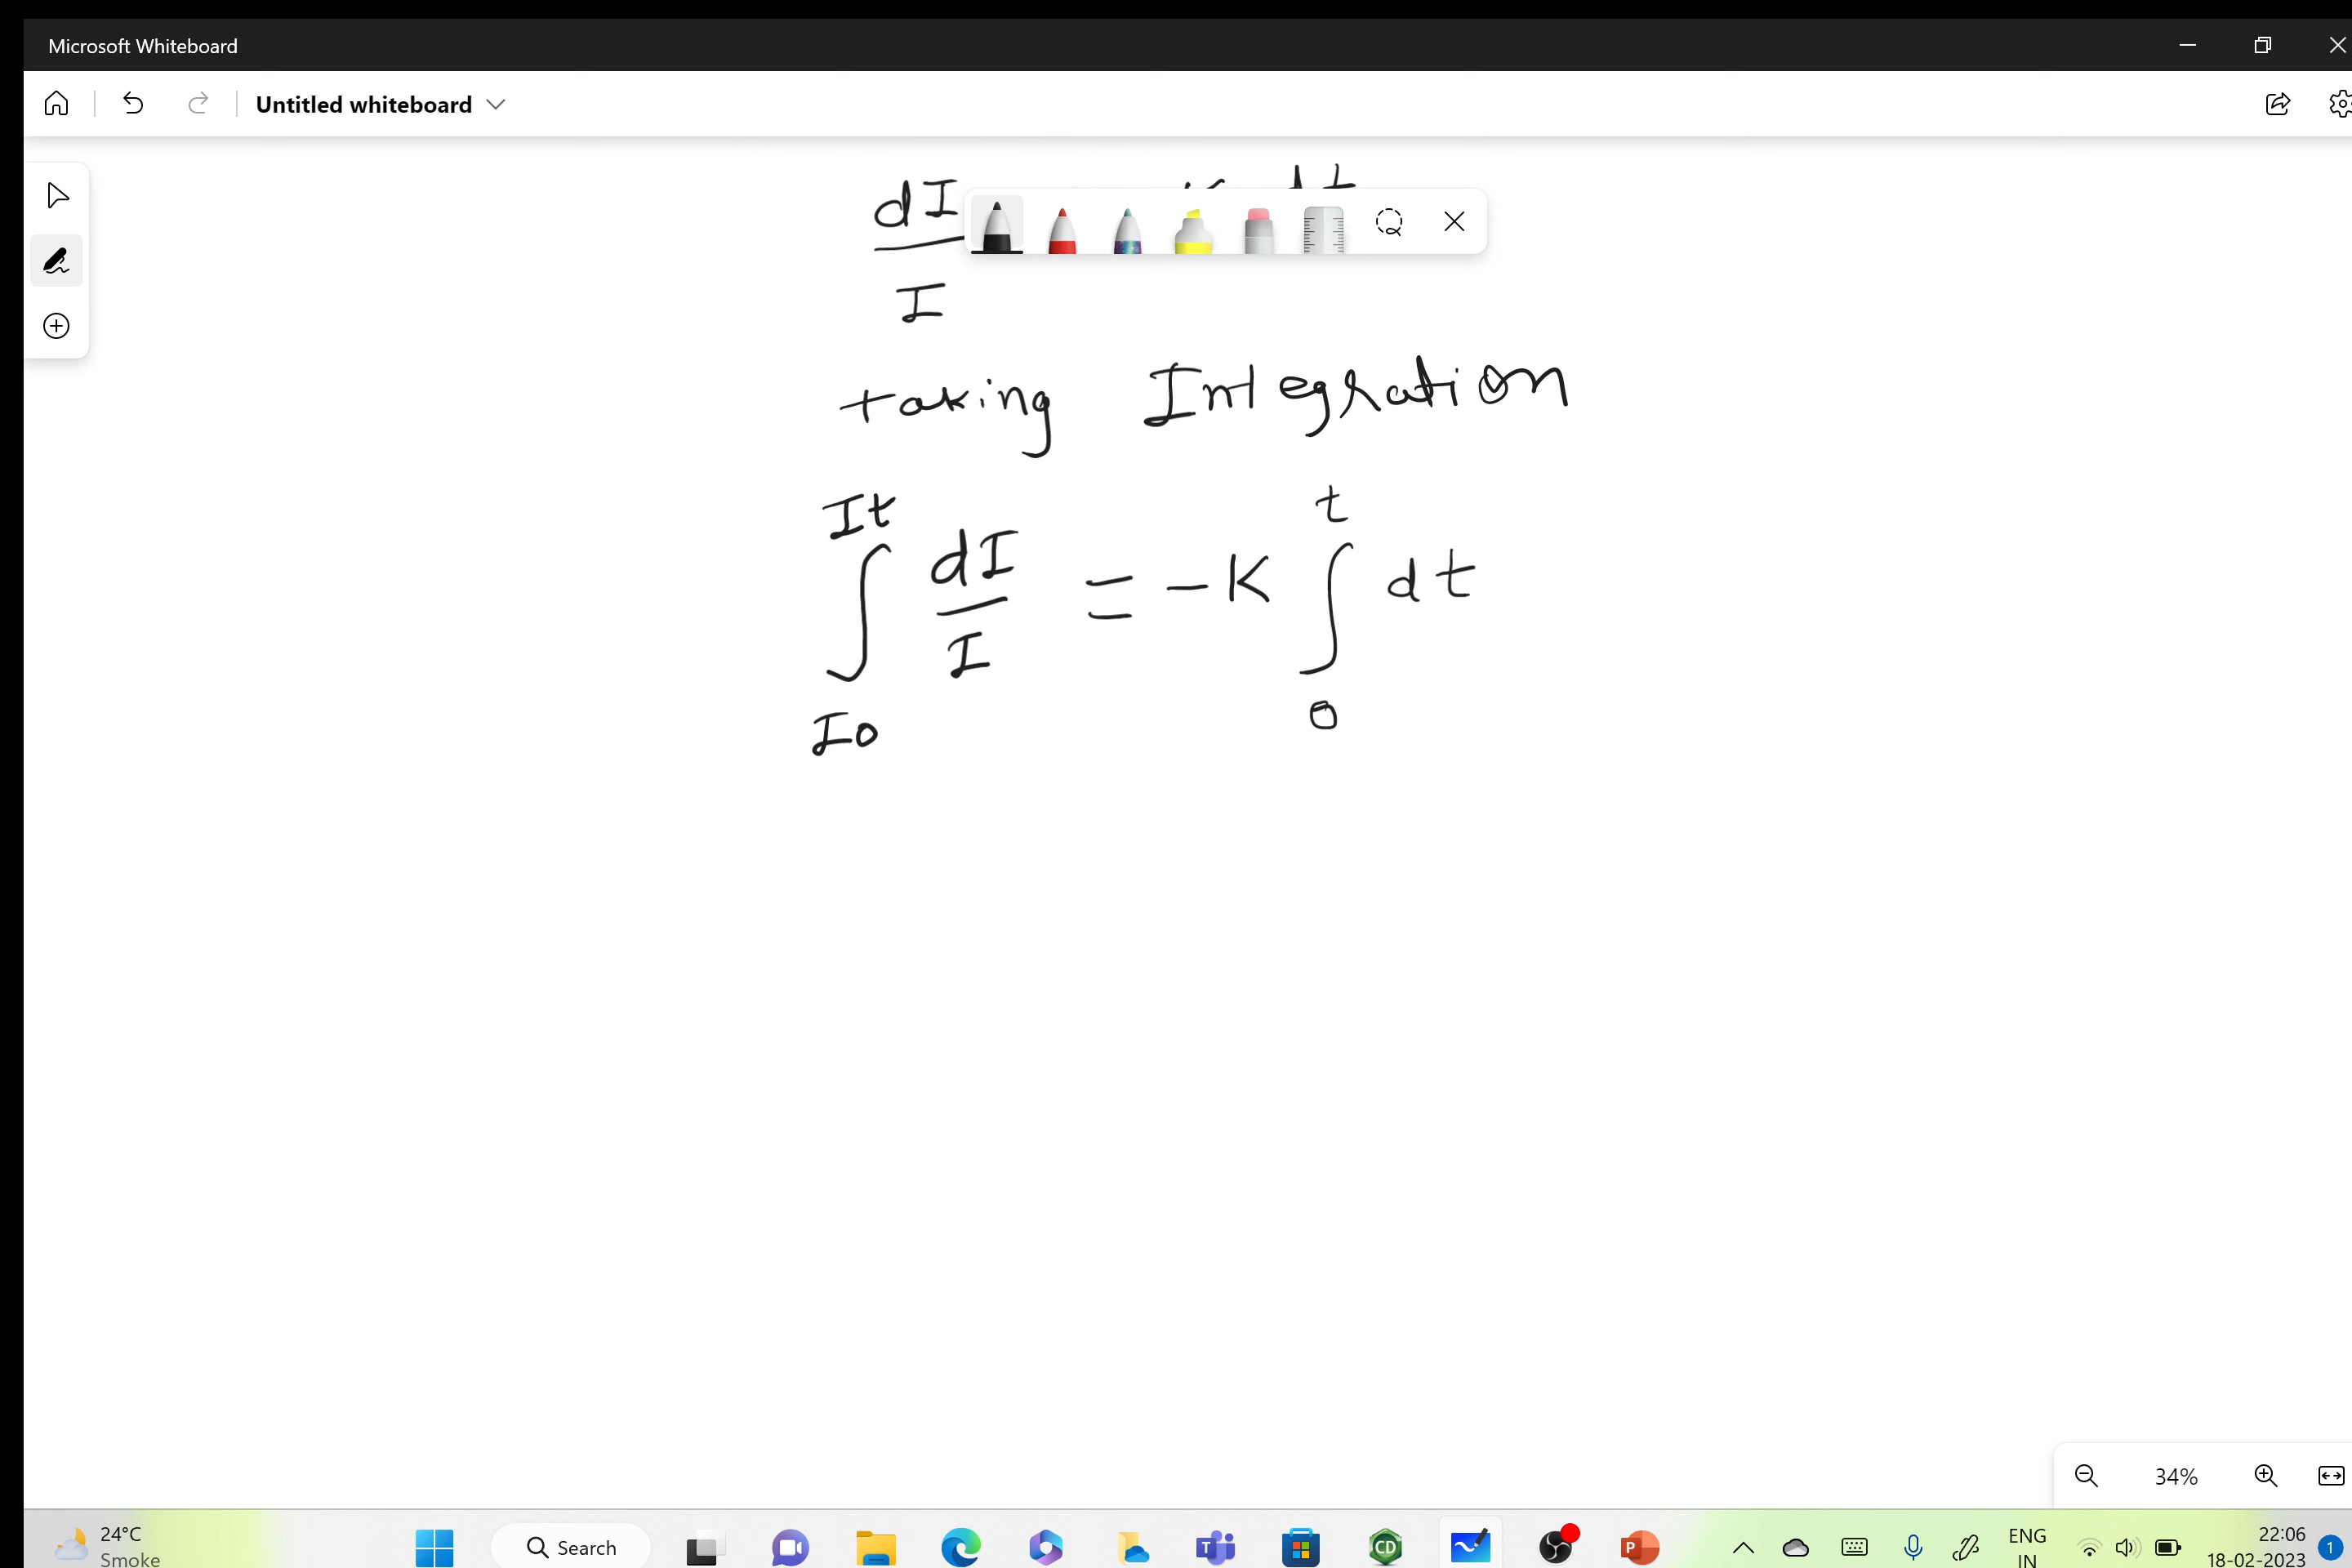 Microsoft Whiteboard
Untitled whiteboard
dI
I
taking Integration
It t
∫ dI/I = -K ∫ dt
Io 0
34%
24°C
Smoke
Search
ENG
IN
22:06
18-02-2023
1